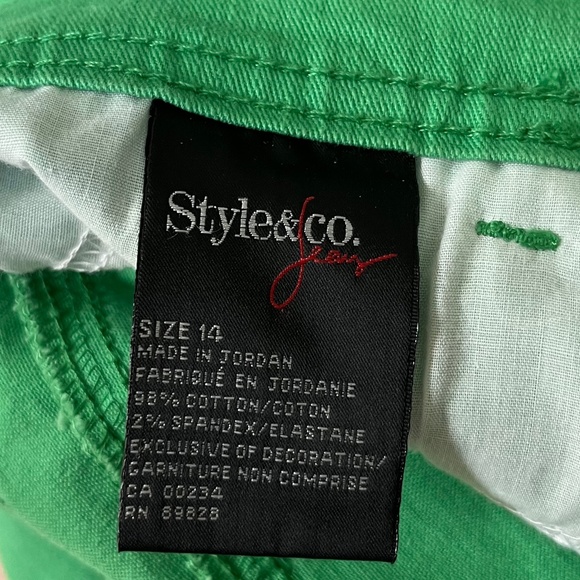 Style&co.
Jeans
SIZE 14
MADE IN JORDAN
FABRIQUÉ EN JORDANIE
98% COTTON/COTON
2% SPANDEX/ELASTANE
EXCLUSIVE OF DECORATION/
GARNITURE NON COMPRISE
CA 00234
RN 89828